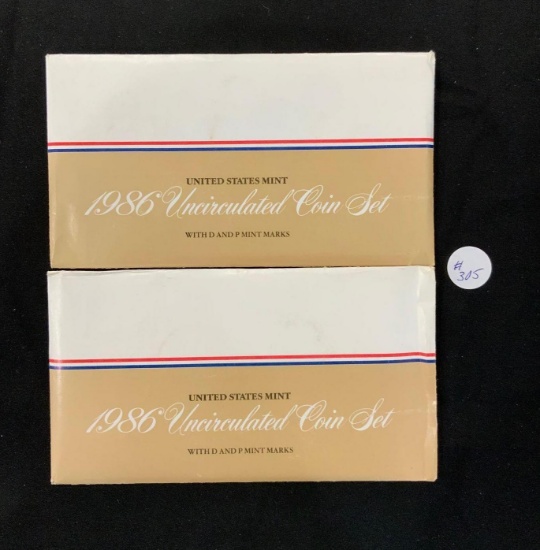 UNITED STATES MINT
1986 Uncirculated Coin Set
WITH D AND P MINT MARKS
#
305
UNITED STATES MINT
1986 Uncirculated Coin Set
WITH D AND P MINT MARKS